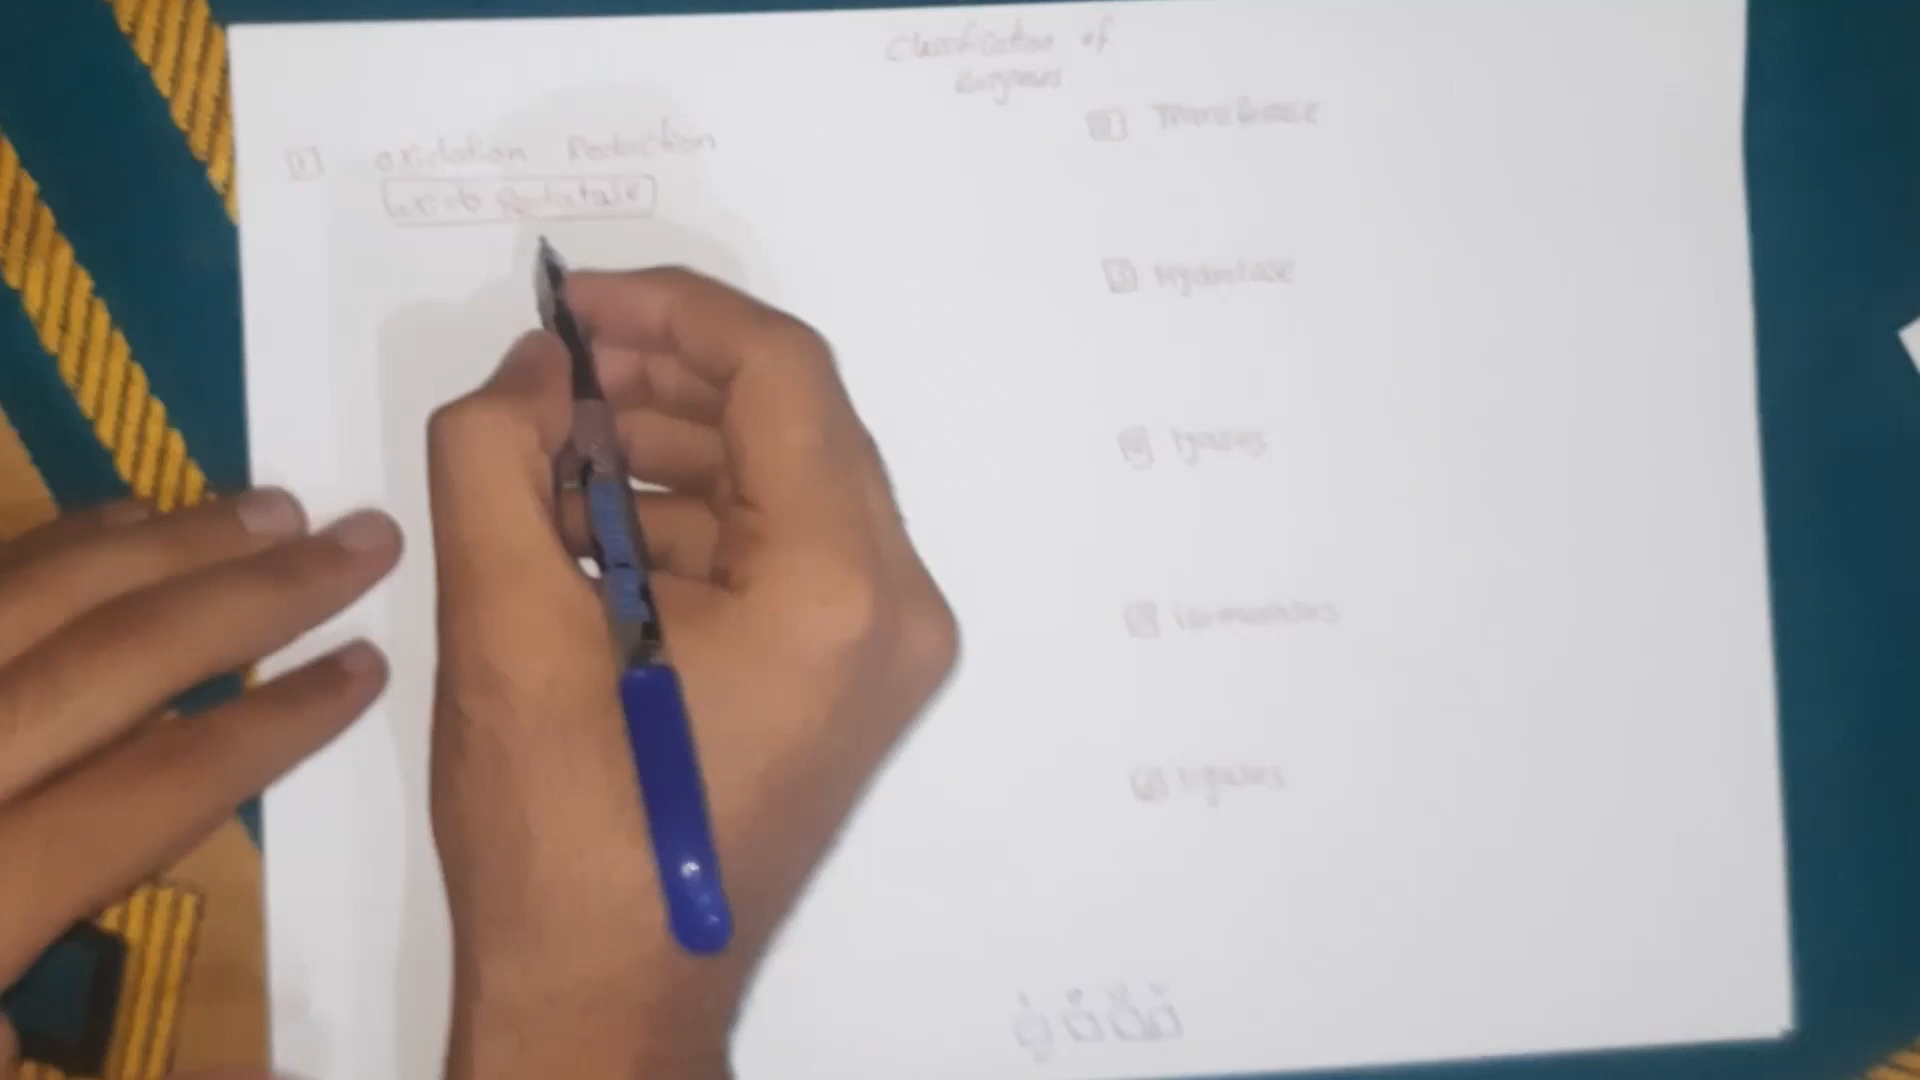 Classification of
enzymes
1 oxidation Reduction
oxido Reductase
2 Transferase
3 Hydrolase
4 lyases
5 isomerases
6 ligases